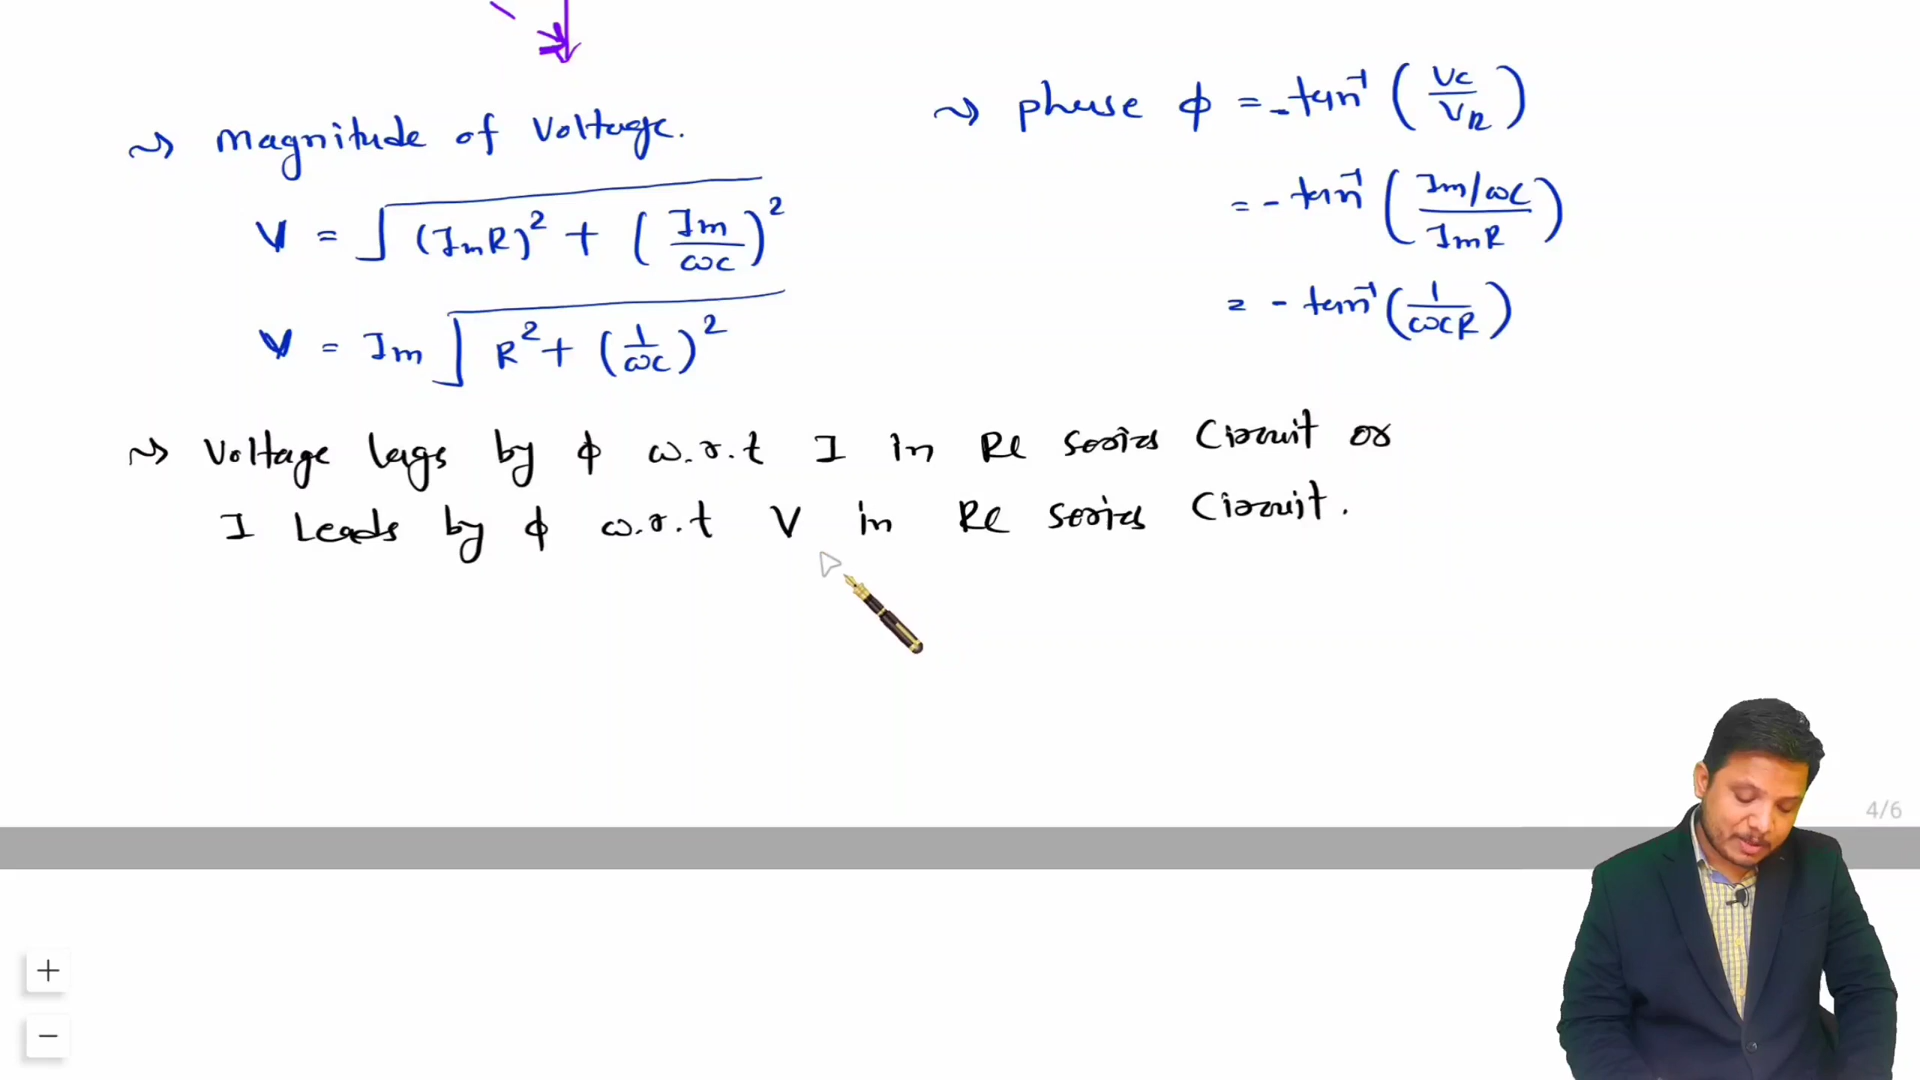 ~> Magnitude of Voltage.
V = √(ImR)² + (Im/ωC)²
V = Im √R² + (1/ωC)²
~> phase ϕ = -tan⁻¹ (VC/VR)
= - tan⁻¹ (Im/ωC / ImR)
= - tan⁻¹ (1/ωCR)
~> Voltage lags by ϕ w.r.t I in RC series Circuit or
I Leads by ϕ w.r.t V in RC series Circuit.
4/6
+
−